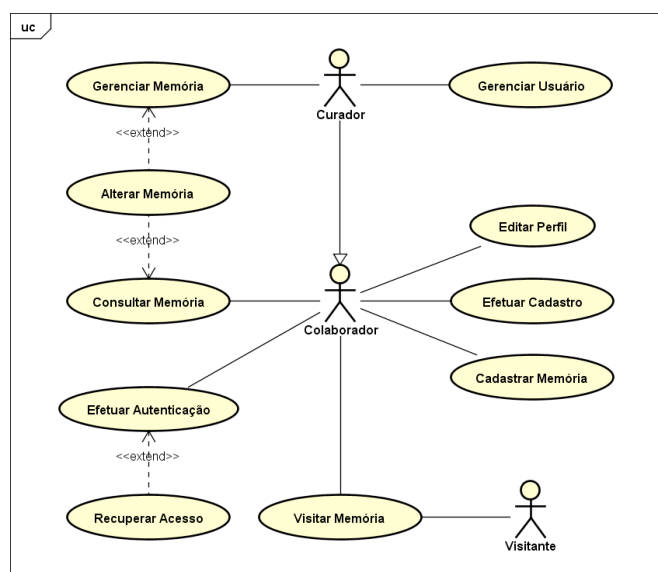 uc
Gerenciar Memória
Curador
Gerenciar Usuário
<<extend>>
Alterar Memória
<<extend>>
Editar Perfil
Consultar Memória
Colaborador
Efetuar Cadastro
Cadastrar Memória
Efetuar Autenticação
<<extend>>
Recuperar Acesso
Visitar Memória
Visitante